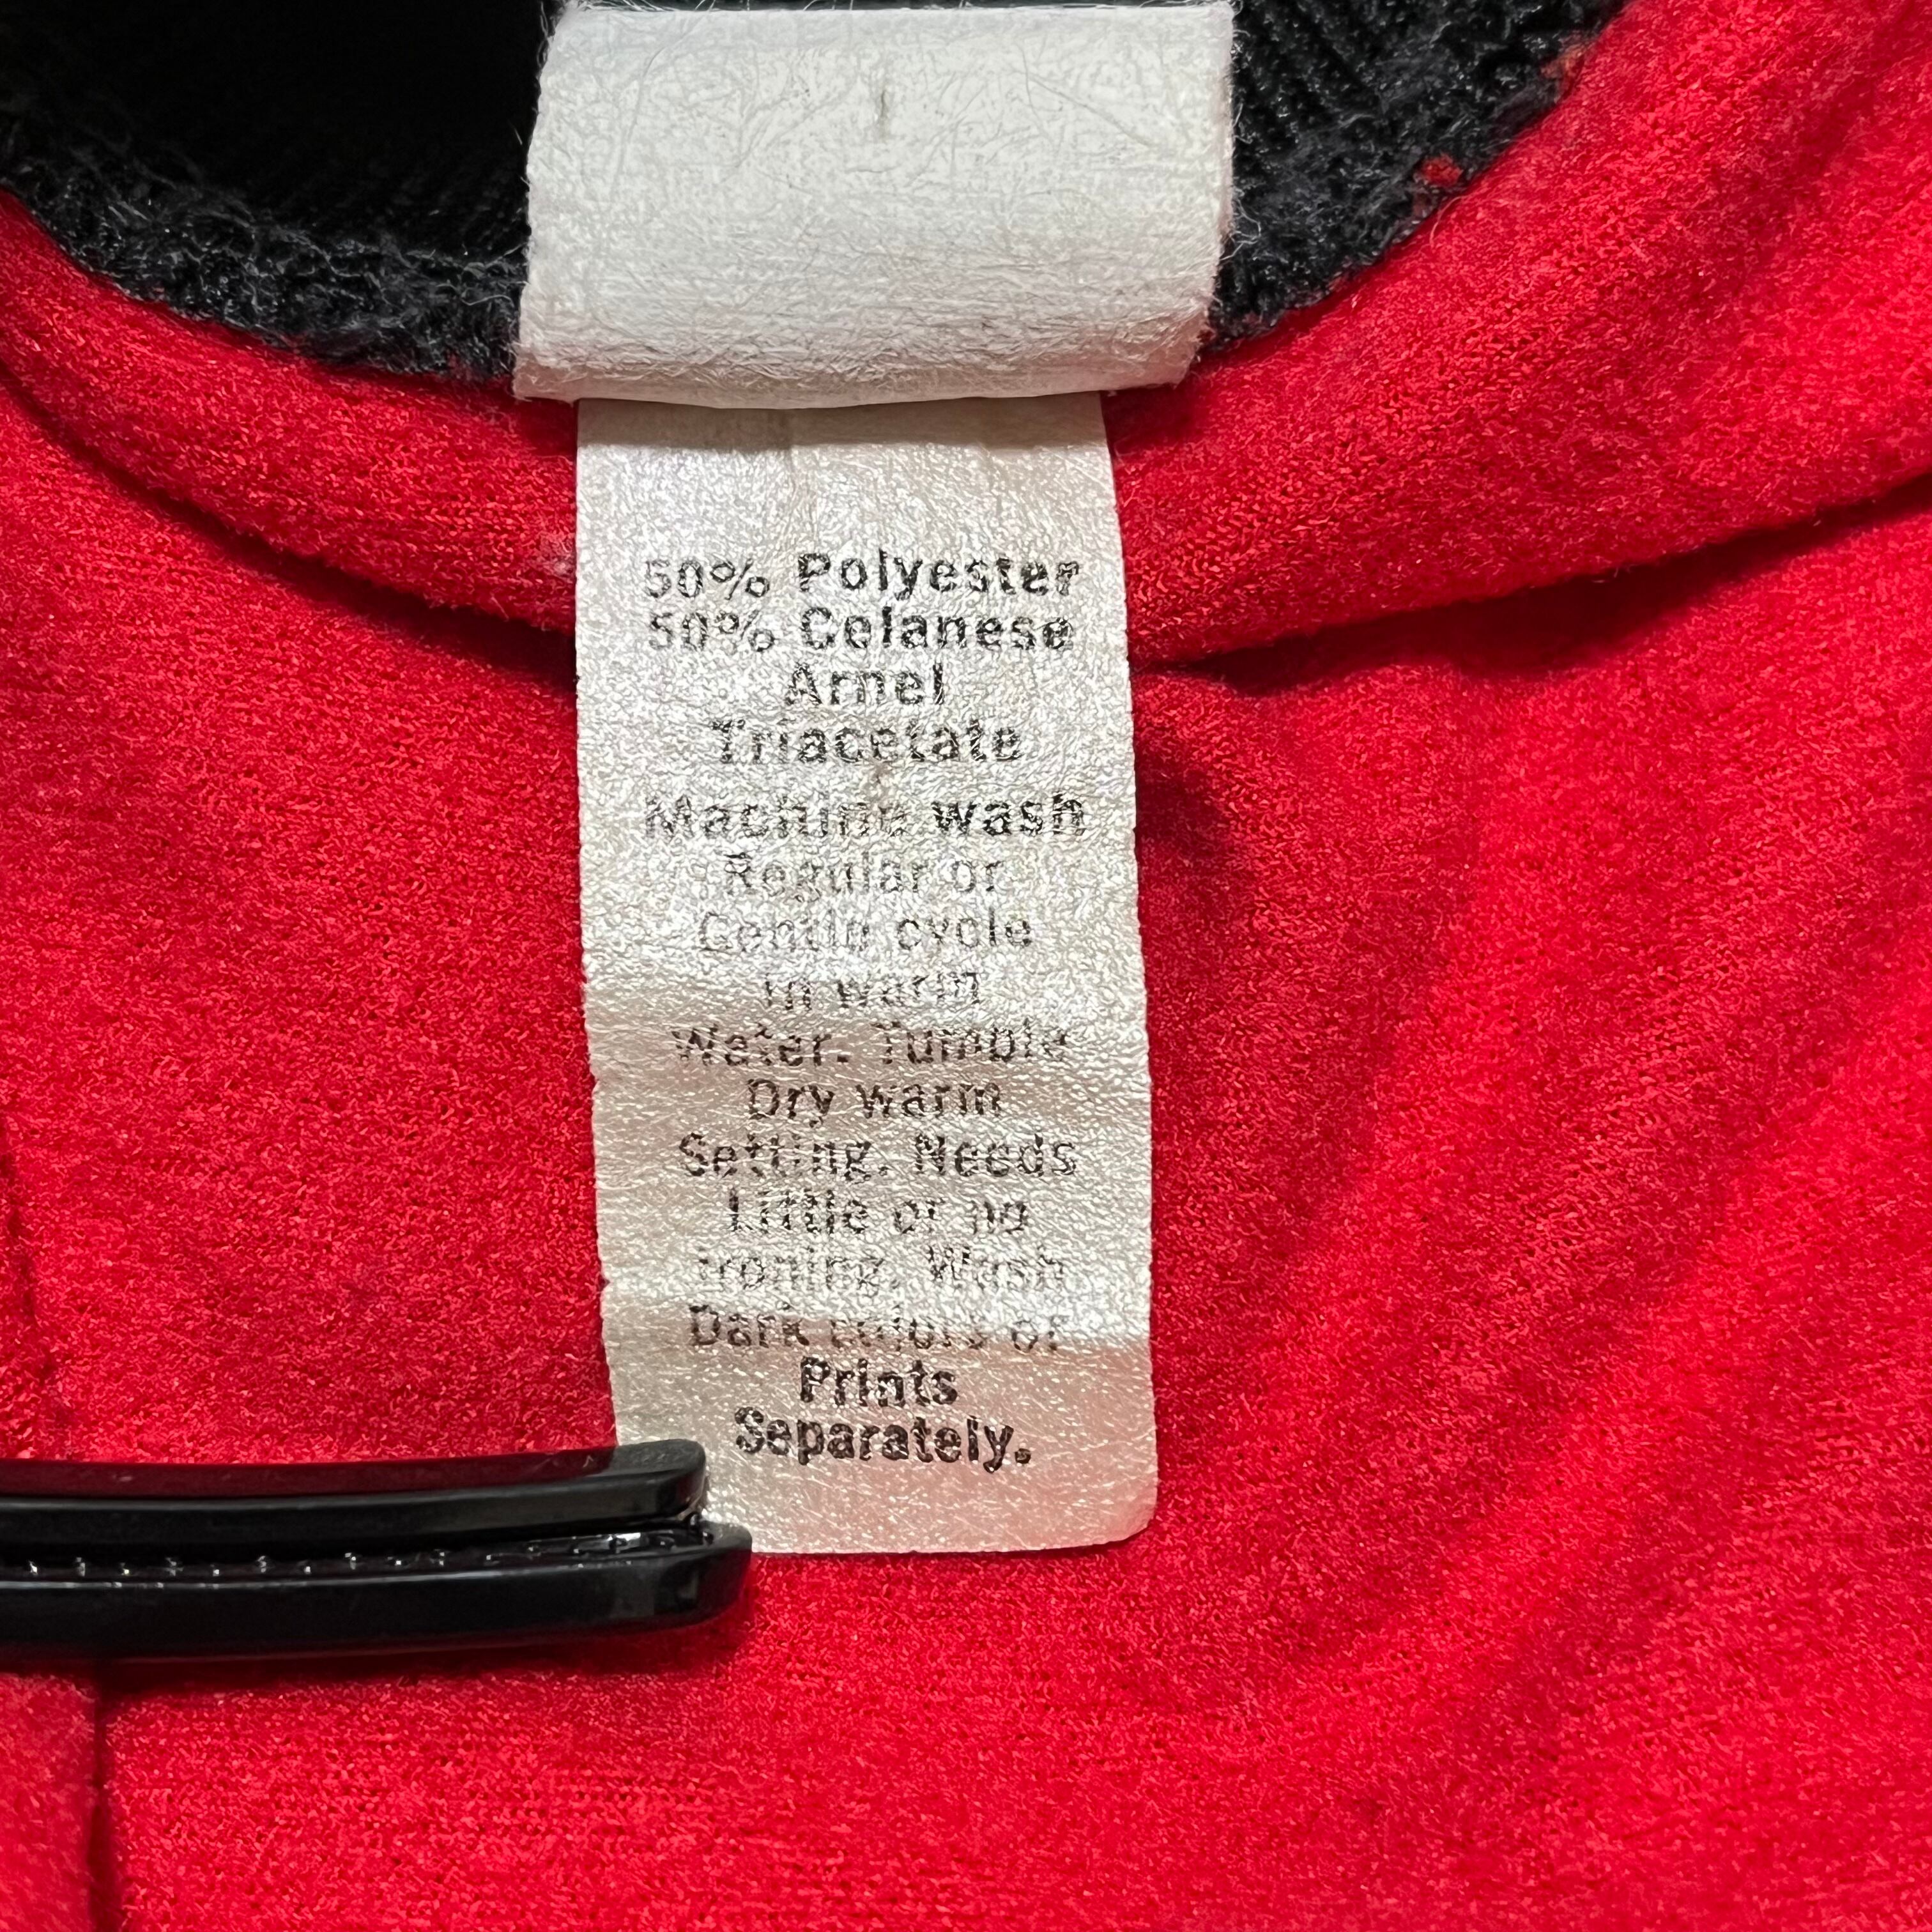 50% Polyester
50% Celanese
Arnel
Triacetate
Machine wash
Regular or
Gentle cycle
in warm
Water. Tumble
Dry warm
Setting. Needs
Little or no
ironing. Wash
Dark colors or
Prints
Separately.